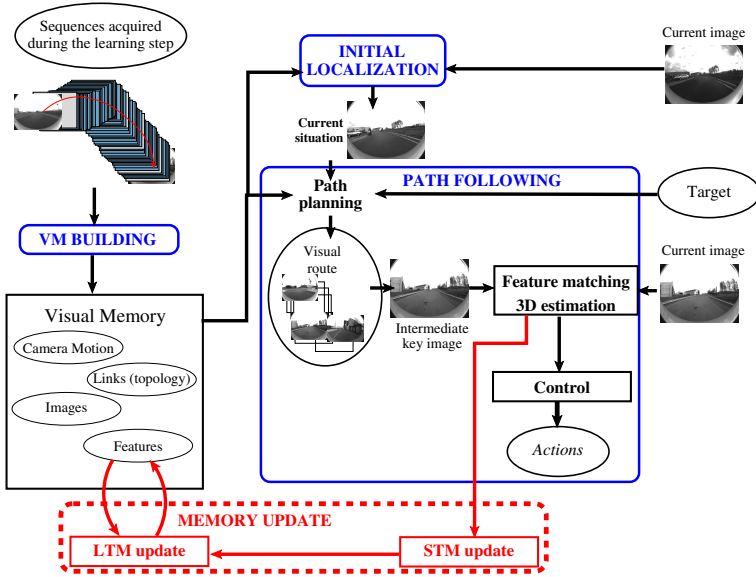 Sequences acquired
during the learning step
INITIAL
LOCALIZATION
Current image
Current
situation
VM BUILDING
PATH FOLLOWING
Path
planning
Target
Visual
route
Intermediate
key image
Feature matching
3D estimation
Current image
Visual Memory
Camera Motion
Links (topology)
Images
Features
Control
Actions
MEMORY UPDATE
LTM update
STM update